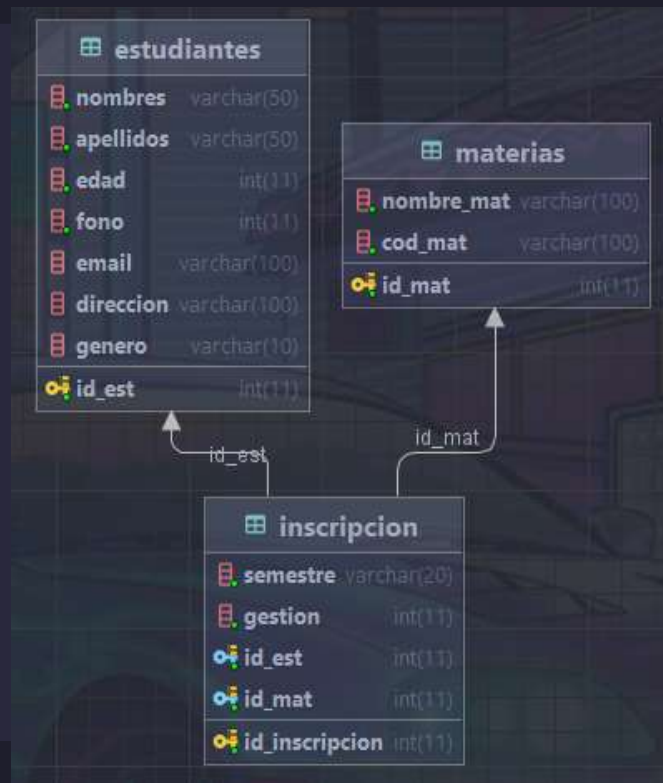 estudiantes
nombres varchar(50)
apellidos varchar(50)
edad int(11)
fono int(11)
email varchar(100)
direccion varchar(100)
genero varchar(10)
id_est int(11)
materias
nombre_mat varchar(100)
cod_mat varchar(100)
id_mat int(11)
id_est
id_mat
inscripcion
semestre varchar(20)
gestion int(11)
id_est int(11)
id_mat int(11)
id_inscripcion int(11)